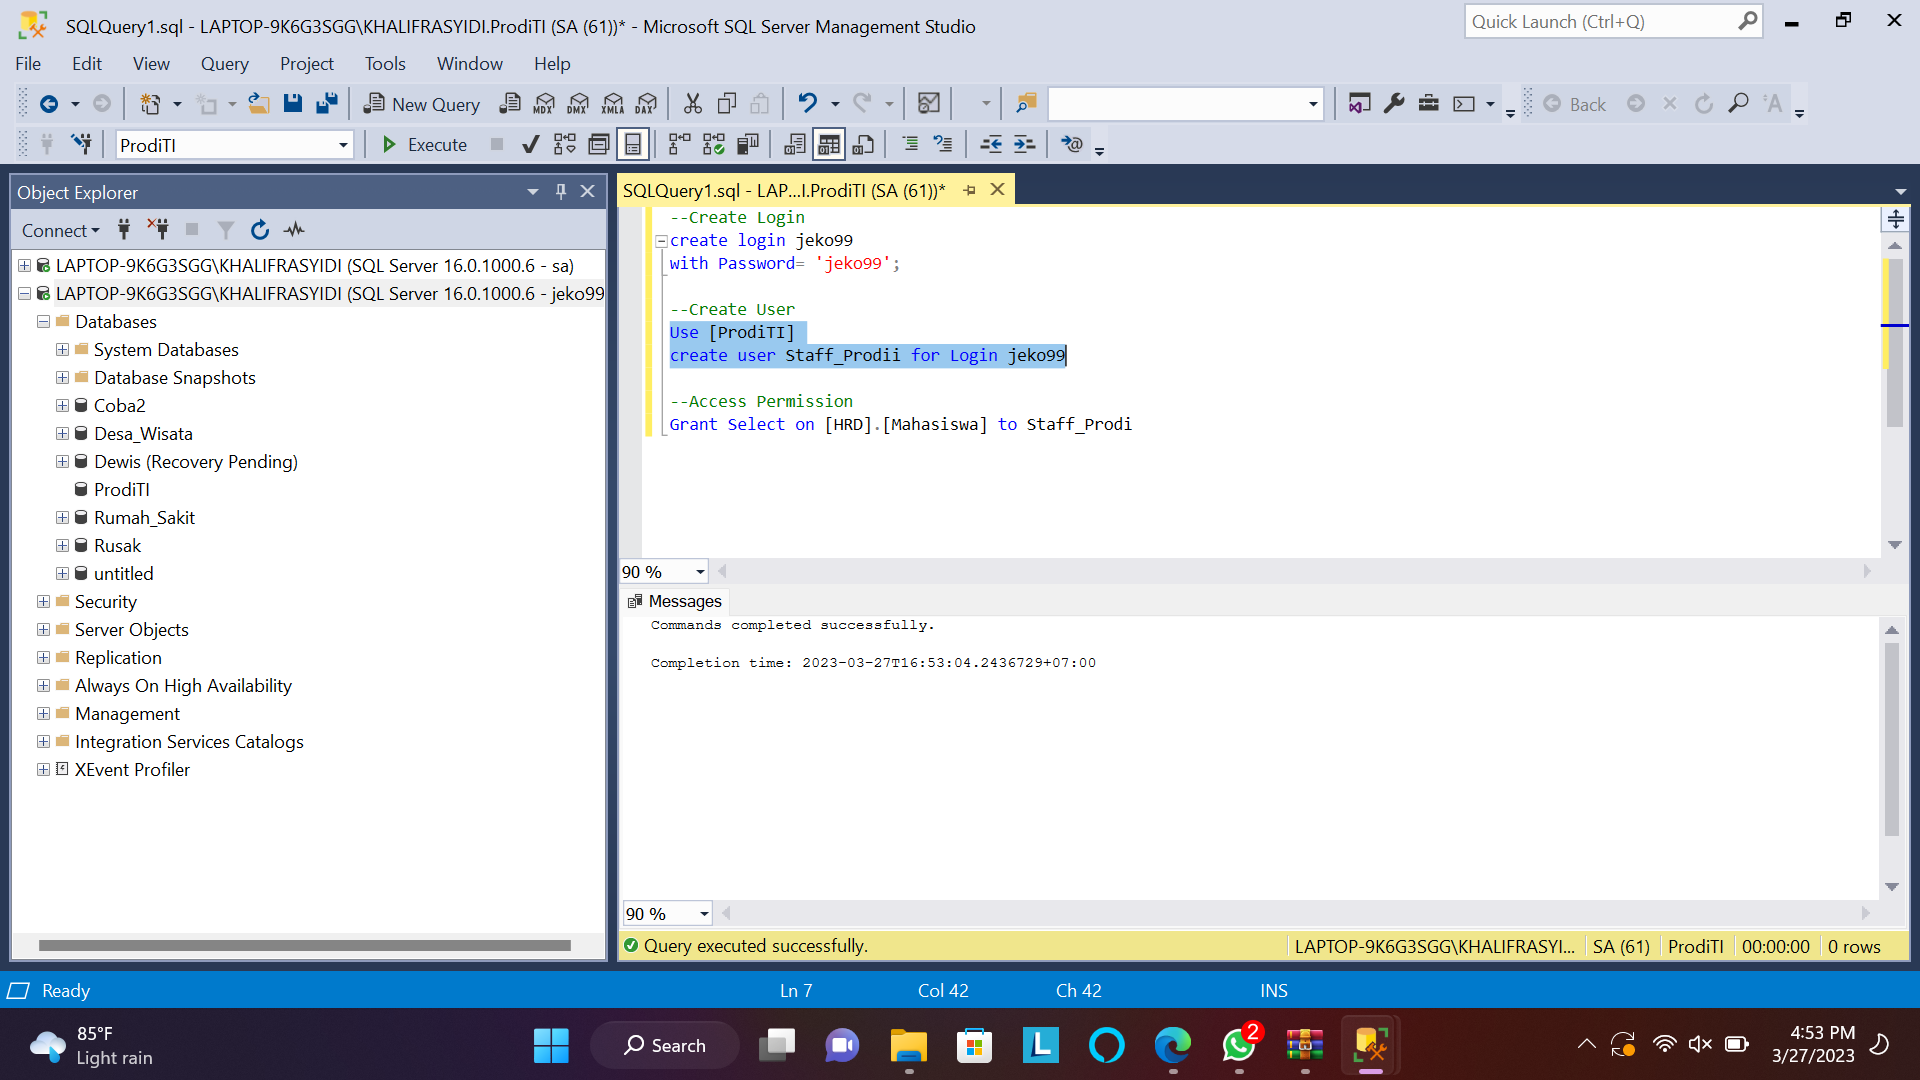 SQLQuery1.sql - LAPTOP-9K6G3SGG\KHALIFRASYIDI.ProdiTI (SA (61))* - Microsoft SQL Server Management Studio
Quick Launch (Ctrl+Q)
File Edit View Query Project Tools Window Help
New Query
MDX DMX XMLA DAX
Back
ProdiTI
Execute
Object Explorer
Connect
LAPTOP-9K6G3SGG\KHALIFRASYIDI (SQL Server 16.0.1000.6 - sa)
LAPTOP-9K6G3SGG\KHALIFRASYIDI (SQL Server 16.0.1000.6 - jeko99
Databases
System Databases
Database Snapshots
Coba2
Desa_Wisata
Dewis (Recovery Pending)
ProdiTI
Rumah_Sakit
Rusak
untitled
Security
Server Objects
Replication
Always On High Availability
Management
Integration Services Catalogs
XEvent Profiler
SQLQuery1.sql - LAP...I.ProdiTI (SA (61))*
--Create Login
create login jeko99
with Password= 'jeko99';
--Create User
Use [ProdiTI]
create user Staff_Prodii for Login jeko99
--Access Permission
Grant Select on [HRD].[Mahasiswa] to Staff_Prodi
90 %
Messages
Commands completed successfully.
Completion time: 2023-03-27T16:53:04.2436729+07:00
90 %
Query executed successfully.
LAPTOP-9K6G3SGG\KHALIFRASYI... SA (61) ProdiTI 00:00:00 0 rows
Ready
Ln 7 Col 42 Ch 42 INS
85°F
Light rain
Search
L
2
4:53 PM
3/27/2023